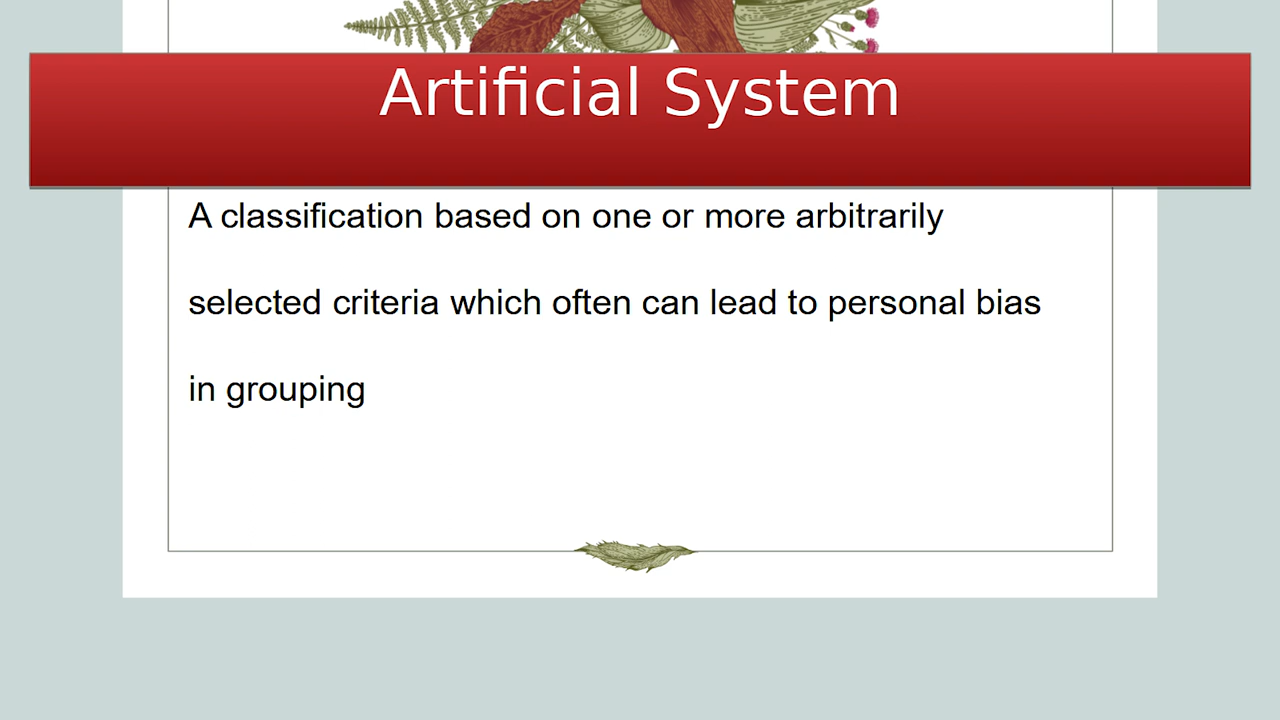 Artificial System
A classification based on one or more arbitrarily
selected criteria which often can lead to personal bias
in grouping